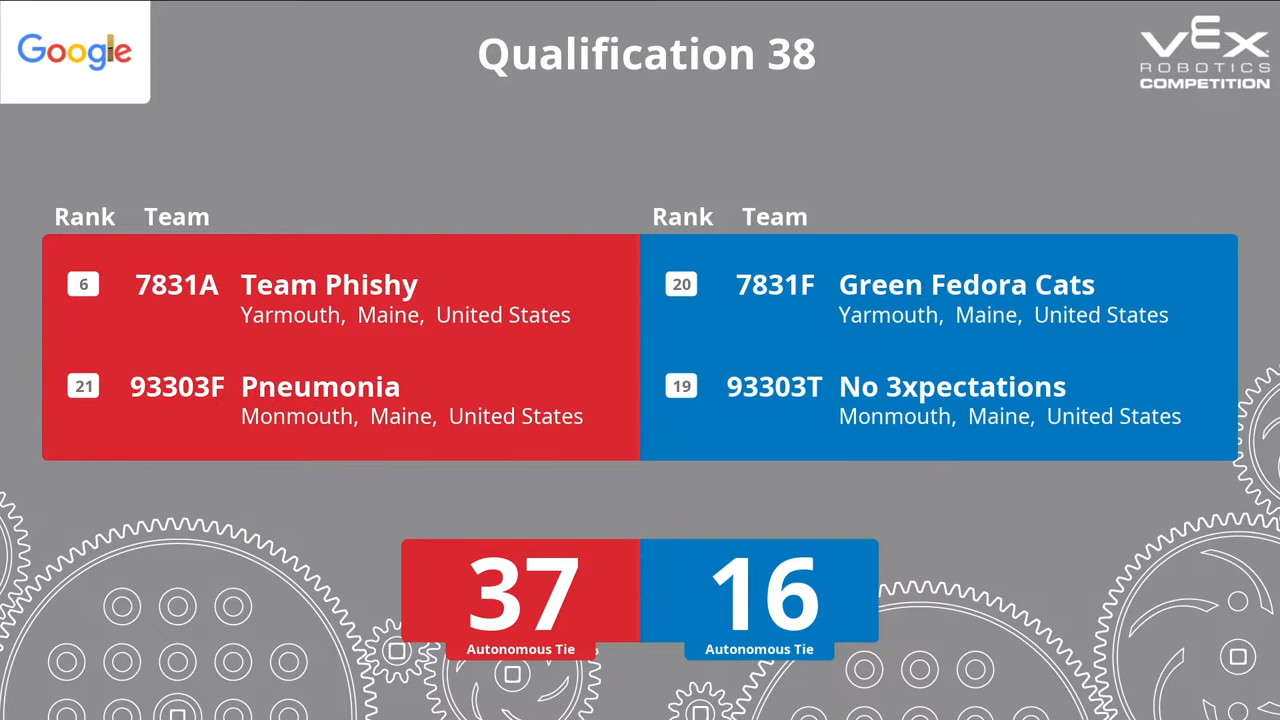 Google
Qualification 38
VEX
ROBOTICS
COMPETITION
Rank Team
6 7831A Team Phishy
Yarmouth, Maine, United States
21 93303F Pneumonia
Monmouth, Maine, United States
Rank Team
20 7831F Green Fedora Cats
Yarmouth, Maine, United States
19 93303T No 3xpectations
Monmouth, Maine, United States
37
Autonomous Tie
16
Autonomous Tie